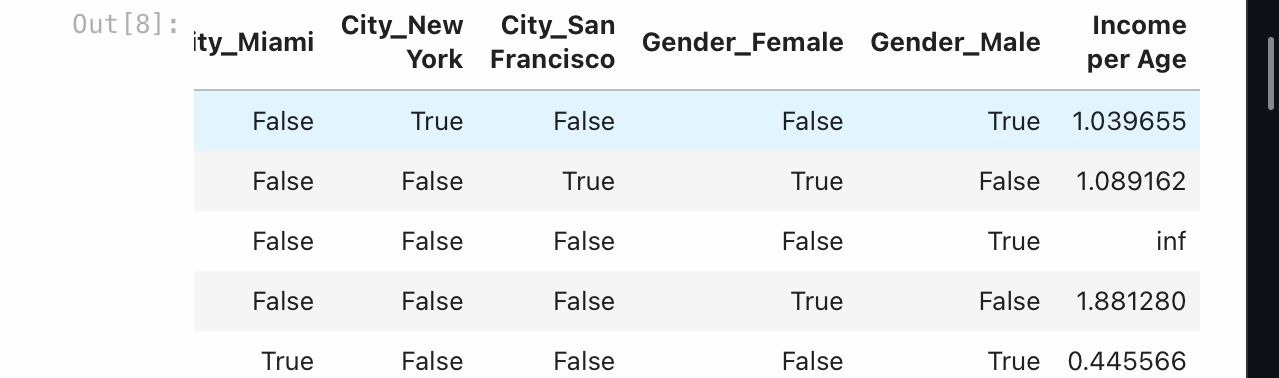 Out[8]:
ity_Miami City_New York City_San Francisco Gender_Female Gender_Male Income per Age
False True False False True 1.039655
False False True True False 1.089162
False False False False True inf
False False False True False 1.881280
True False False False True 0.445566